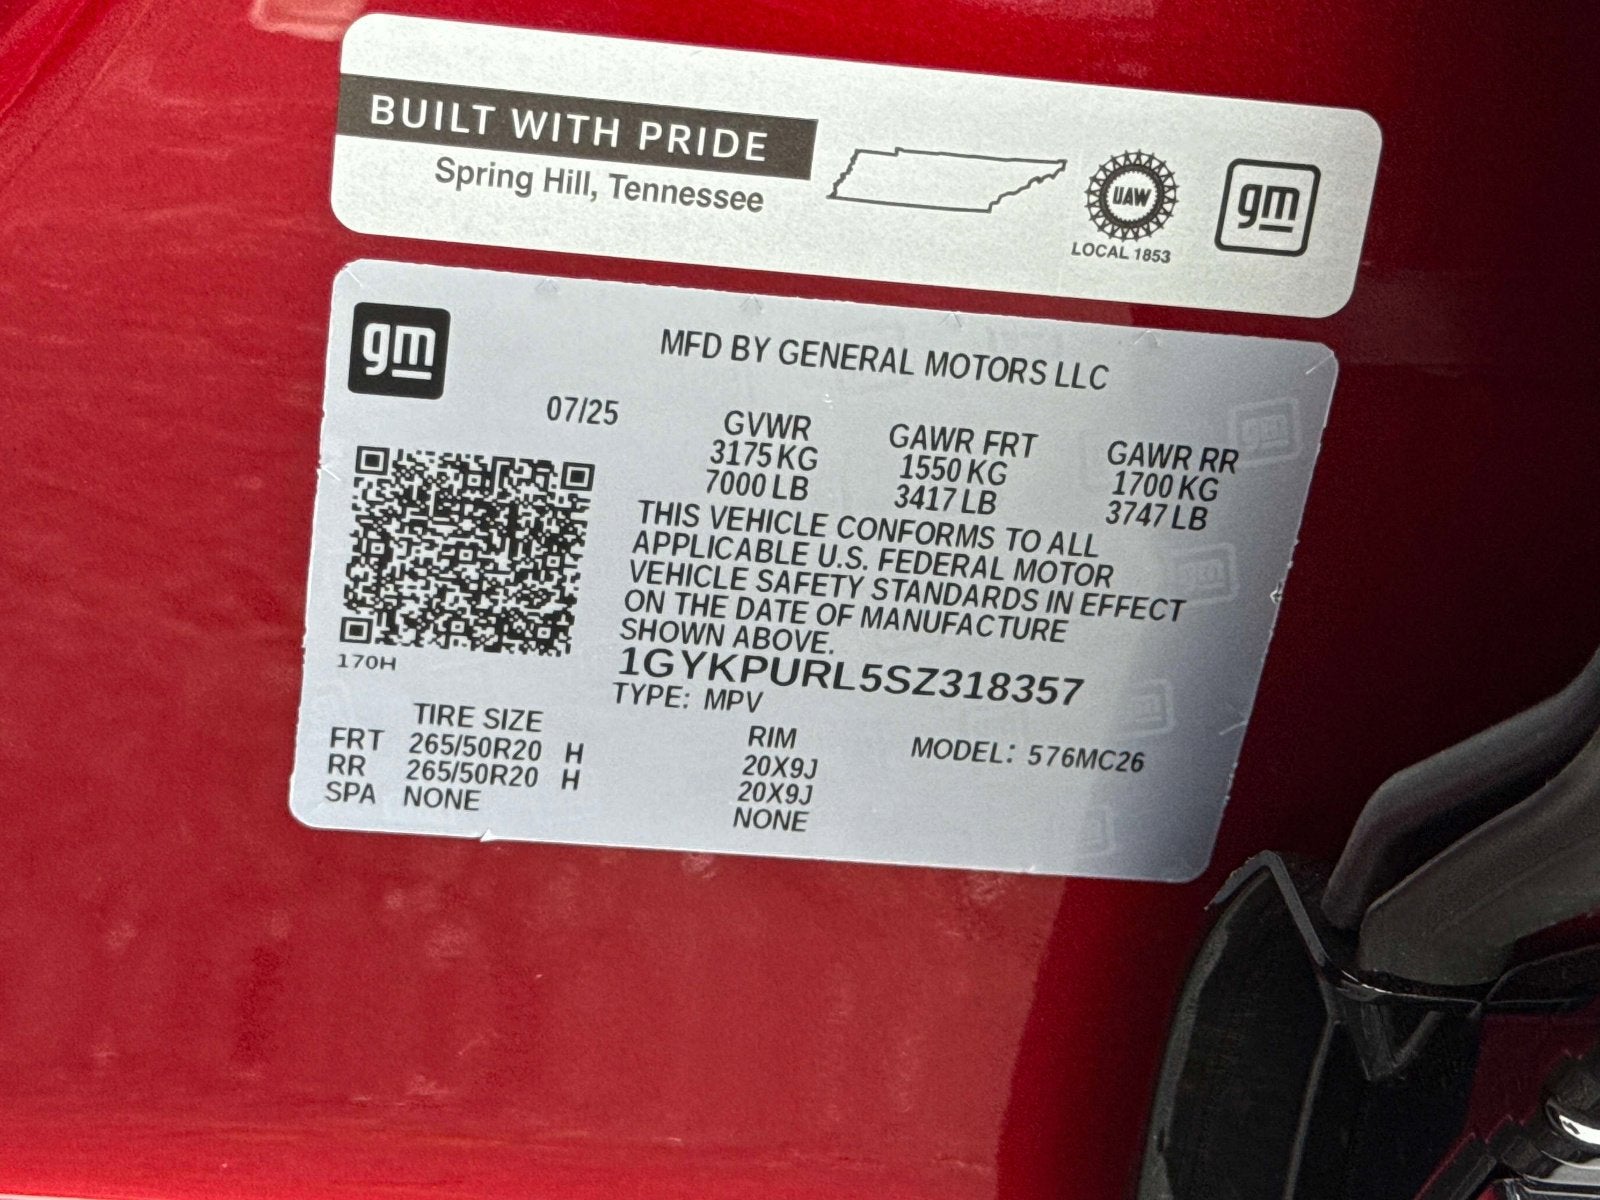 BUILT WITH PRIDE
Spring Hill, Tennessee
UAW
LOCAL 1853
gm
gm
MFD BY GENERAL MOTORS LLC
07/25
GVWR GAWR FRT GAWR RR
3175 KG 1550 KG 1700 KG
7000 LB 3417 LB 3747 LB
THIS VEHICLE CONFORMS TO ALL
APPLICABLE U.S. FEDERAL MOTOR
VEHICLE SAFETY STANDARDS IN EFFECT
ON THE DATE OF MANUFACTURE
SHOWN ABOVE.
1GYKPURL5SZ318357
170H
TYPE: MPV
TIRE SIZE RIM MODEL: 576MC26
FRT 265/50R20 H 20X9J
RR 265/50R20 H 20X9J
SPA NONE NONE